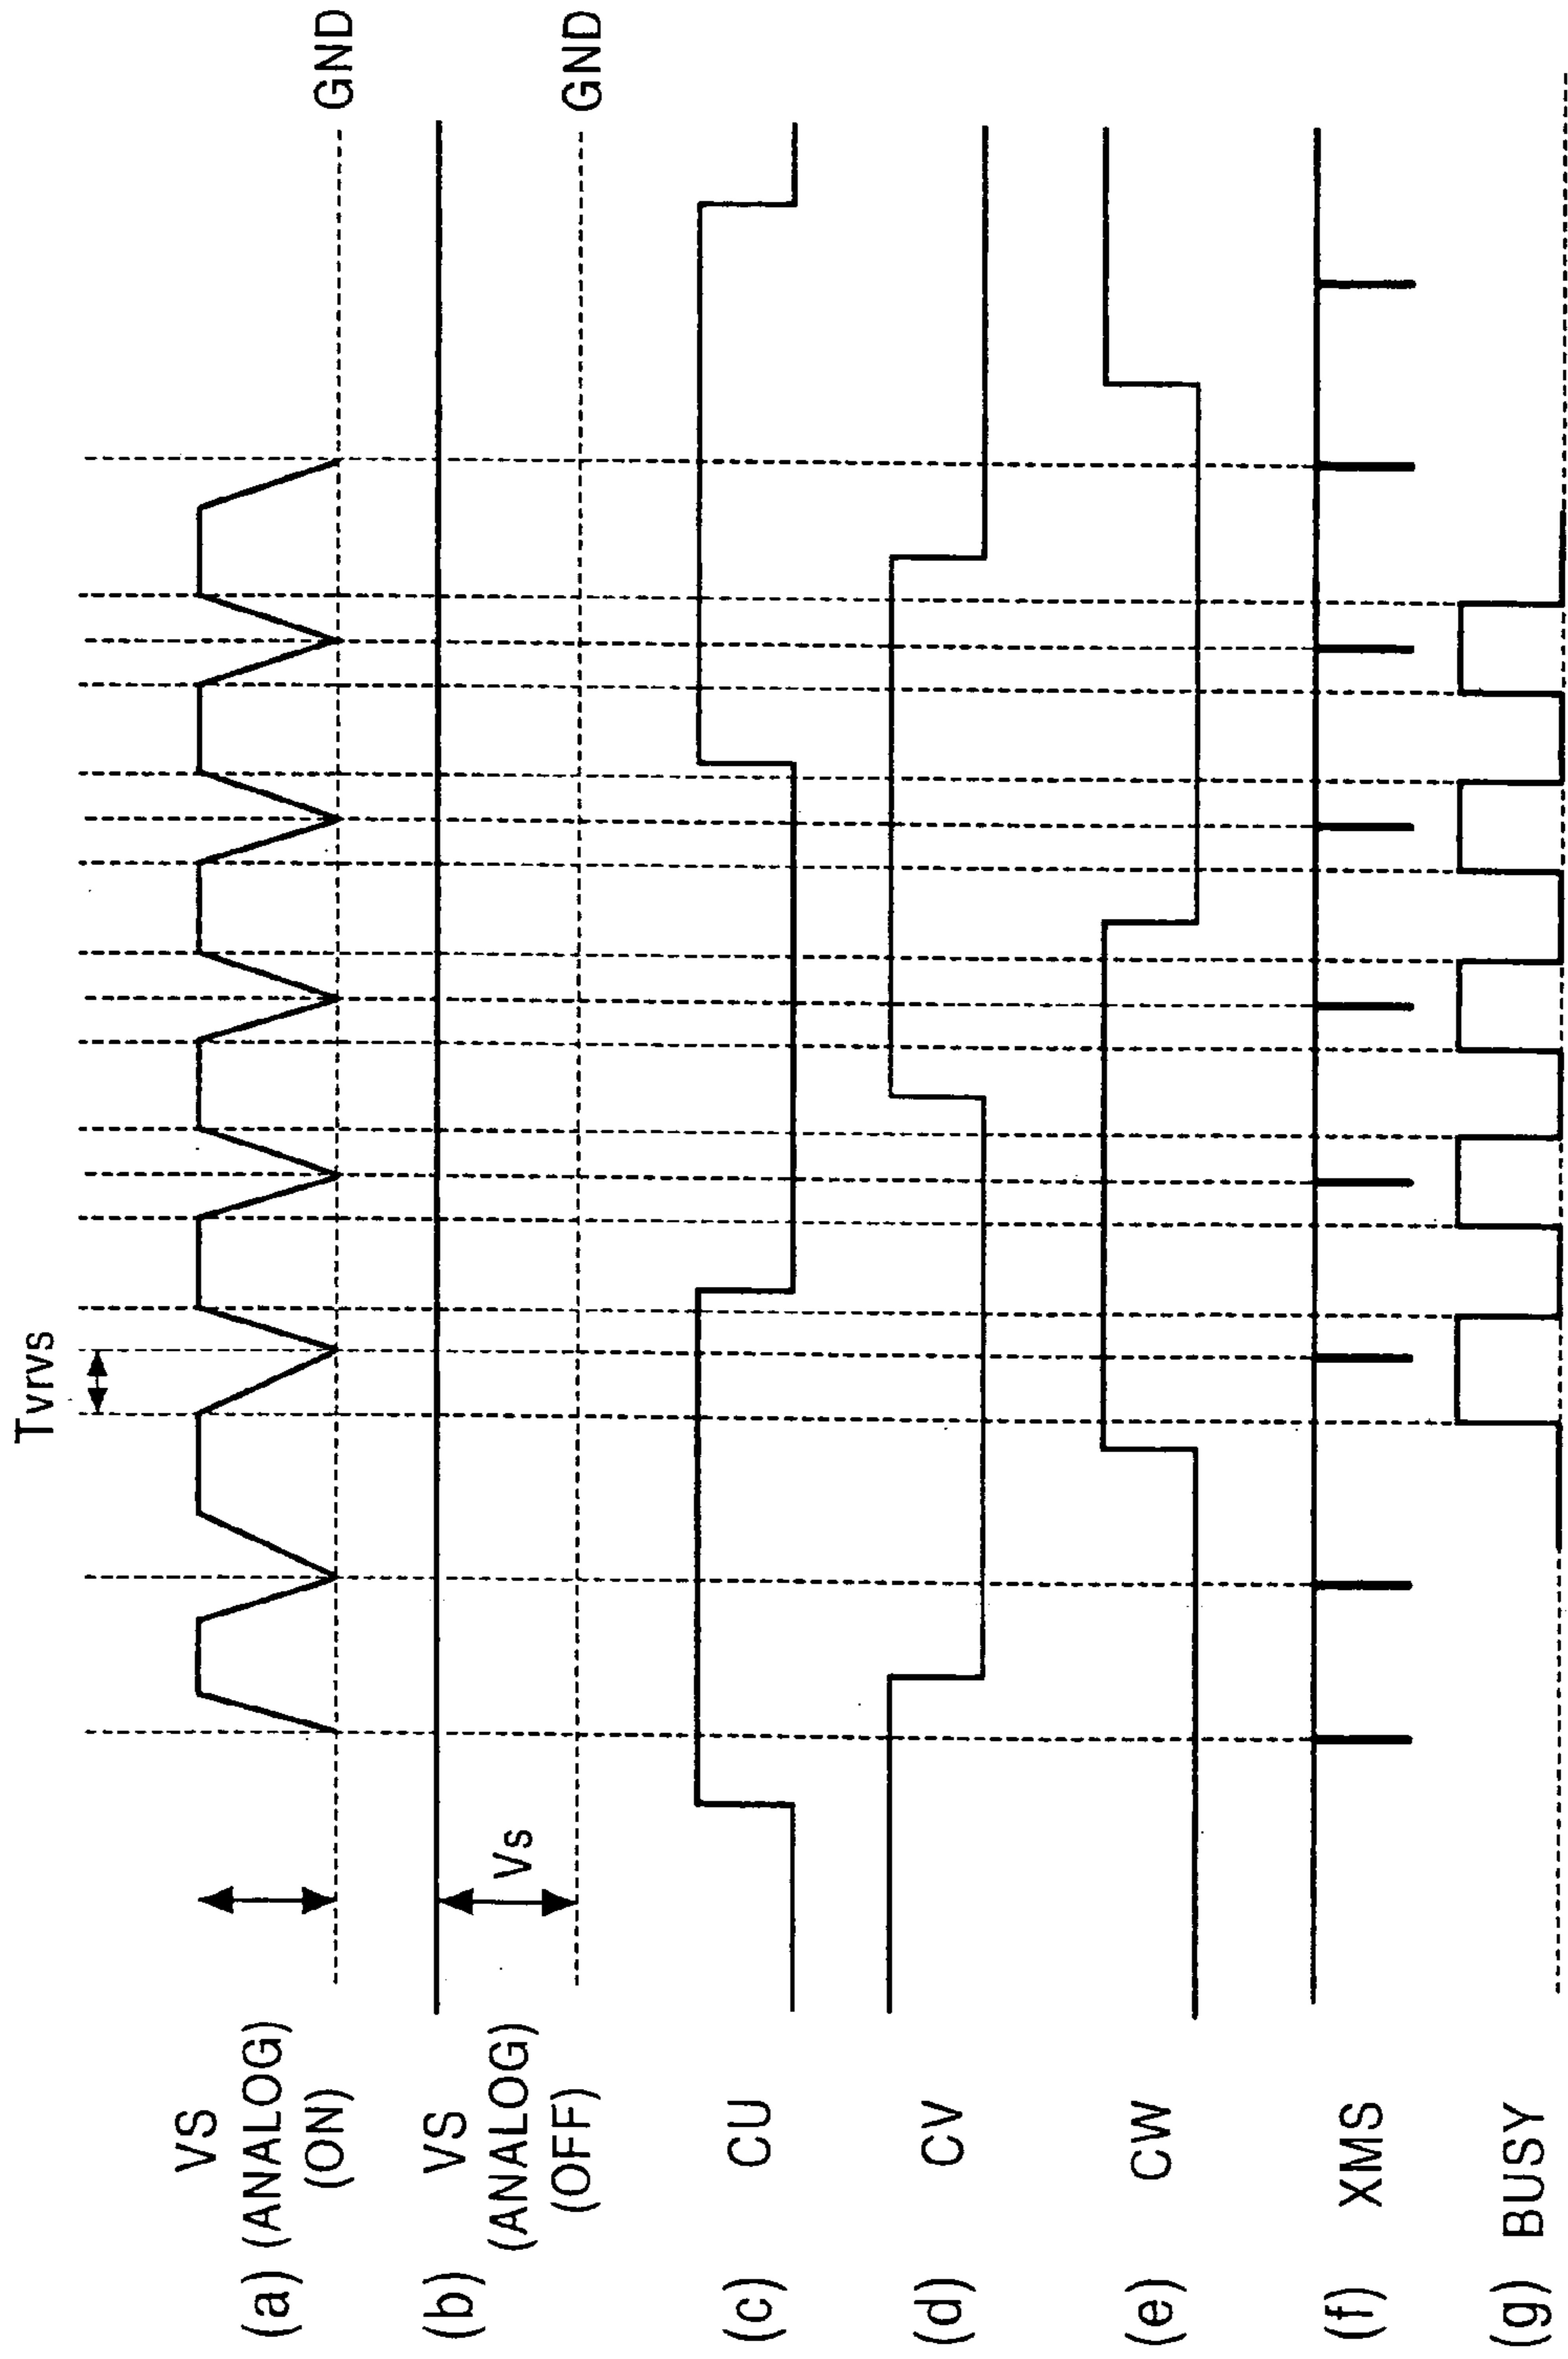 Tvrvs
VS
(a) (ANALOG)
(ON)
GND
(b) VS
(ANALOG)
(OFF)
Vs
GND
(c) CU
(d) CV
(e) CW
(f) XMS
(g) BUSY